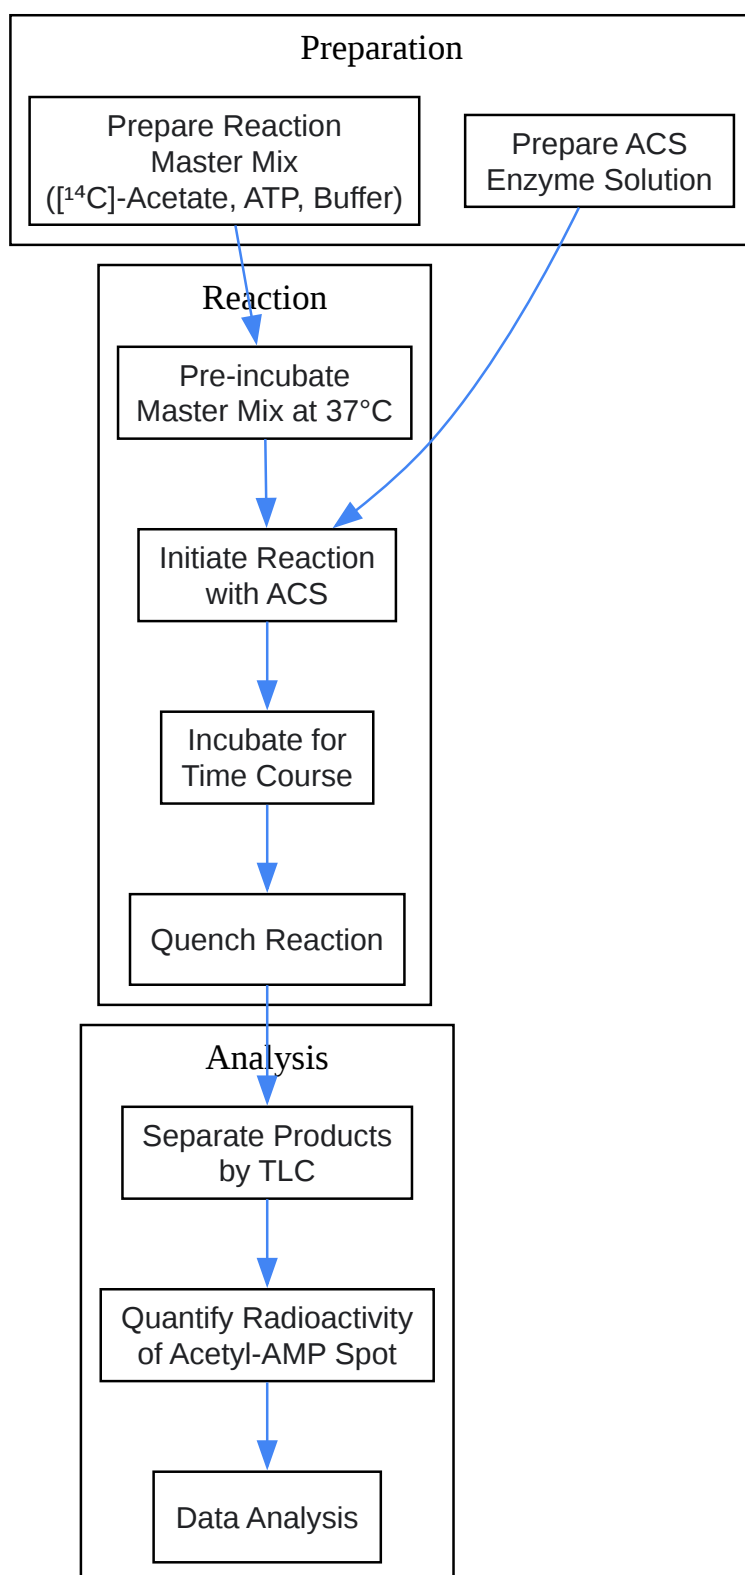 Preparation
Prepare Reaction
Master Mix
([¹⁴C]-Acetate, ATP, Buffer)
Prepare ACS
Enzyme Solution
Reaction
Pre-incubate
Master Mix at 37°C
Initiate Reaction
with ACS
Incubate for
Time Course
Quench Reaction
Analysis
Separate Products
by TLC
Quantify Radioactivity
of Acetyl-AMP Spot
Data Analysis